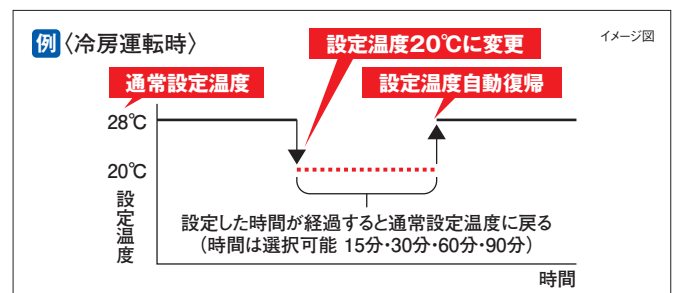 例〈冷房運転時〉
イメージ図
設定温度20℃に変更
通常設定温度
設定温度自動復帰
28℃
20℃
設定温度
設定した時間が経過すると通常設定温度に戻る
（時間は選択可能 15分・30分・60分・90分）
時間